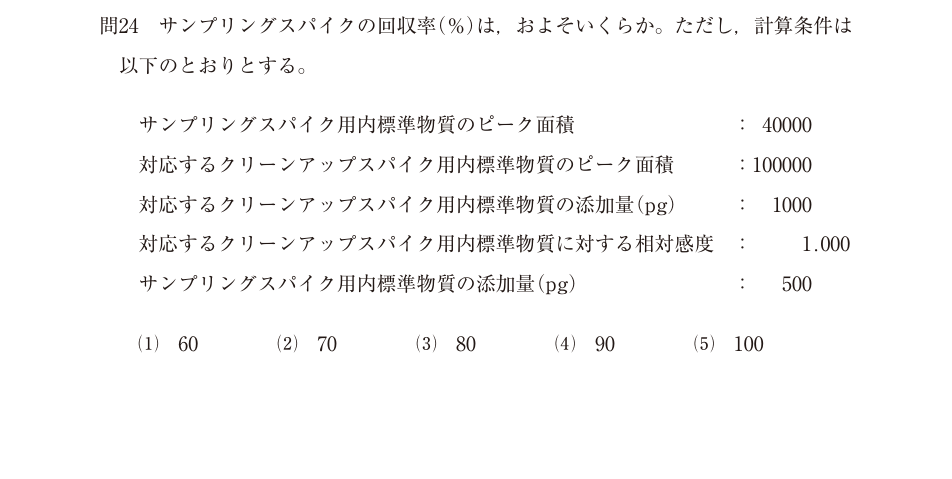 問24　サンプリングスパイクの回収率(％)は，およそいくらか。ただし，計算条件は
以下のとおりとする。
サンプリングスパイク用内標準物質のピーク面積　：　40000
対応するクリーンアップスパイク用内標準物質のピーク面積　：100000
対応するクリーンアップスパイク用内標準物質の添加量(pg)　：　1000
対応するクリーンアップスパイク用内標準物質に対する相対感度　：　1.000
サンプリングスパイク用内標準物質の添加量(pg)　：　500
(1)　60　(2)　70　(3)　80　(4)　90　(5)　100